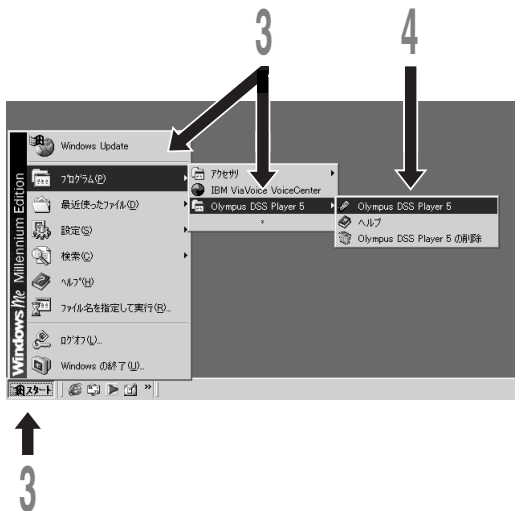 3
4
Windows Update
プログラム(P)
最近使ったファイル(D)
設定(S)
検索(C)
ヘルプ(H)
ファイル名を指定して実行(R)...
ログオフ(L)...
Windows の終了(U)...
Windows Me Millennium Edition
アクセサリ
IBM ViaVoice VoiceCenter
Olympus DSS Player 5
Olympus DSS Player 5
ヘルプ
Olympus DSS Player 5 の削除
スタート
3